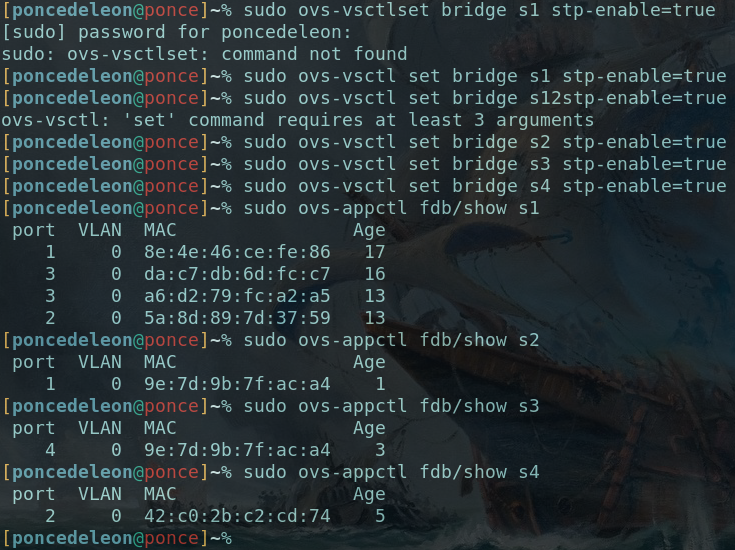 [poncedeleon@ponce]~% sudo ovs-vsctlset bridge s1 stp-enable=true
[sudo] password for poncedeleon:
sudo: ovs-vsctlset: command not found
[poncedeleon@ponce]~% sudo ovs-vsctl set bridge s1 stp-enable=true
[poncedeleon@ponce]~% sudo ovs-vsctl set bridge s12stp-enable=true
ovs-vsctl: 'set' command requires at least 3 arguments
[poncedeleon@ponce]~% sudo ovs-vsctl set bridge s2 stp-enable=true
[poncedeleon@ponce]~% sudo ovs-vsctl set bridge s3 stp-enable=true
[poncedeleon@ponce]~% sudo ovs-vsctl set bridge s4 stp-enable=true
[poncedeleon@ponce]~% sudo ovs-appctl fdb/show s1
 port  VLAN  MAC                Age
    1     0  8e:4e:46:ce:fe:86   17
    3     0  da:c7:db:6d:fc:c7   16
    3     0  a6:d2:79:fc:a2:a5   13
    2     0  5a:8d:89:7d:37:59   13
[poncedeleon@ponce]~% sudo ovs-appctl fdb/show s2
 port  VLAN  MAC                Age
    1     0  9e:7d:9b:7f:ac:a4    1
[poncedeleon@ponce]~% sudo ovs-appctl fdb/show s3
 port  VLAN  MAC                Age
    4     0  9e:7d:9b:7f:ac:a4    3
[poncedeleon@ponce]~% sudo ovs-appctl fdb/show s4
 port  VLAN  MAC                Age
    2     0  42:c0:2b:c2:cd:74    5
[poncedeleon@ponce]~%